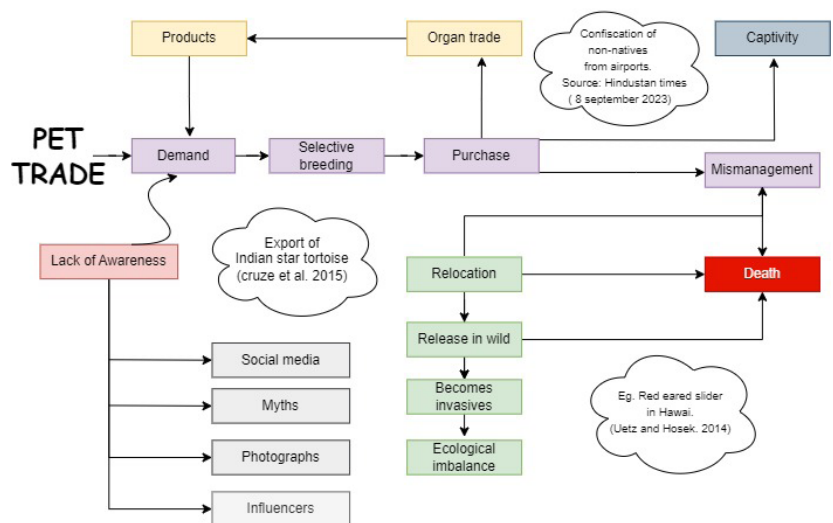 Products
Organ trade
Confiscation of
non-natives
from airports.
Source: Hindustan times
( 8 september 2023)
Captivity
PET
TRADE
Demand
Selective
breeding
Purchase
Mismanagement
Lack of Awareness
Export of
Indian star tortoise
(cruze et al. 2015)
Relocation
Death
Release in wild
Social media
Becomes
invasives
Eg. Red eared slider
in Hawai.
(Uetz and Hosek. 2014)
Myths
Ecological
imbalance
Photographs
Influencers